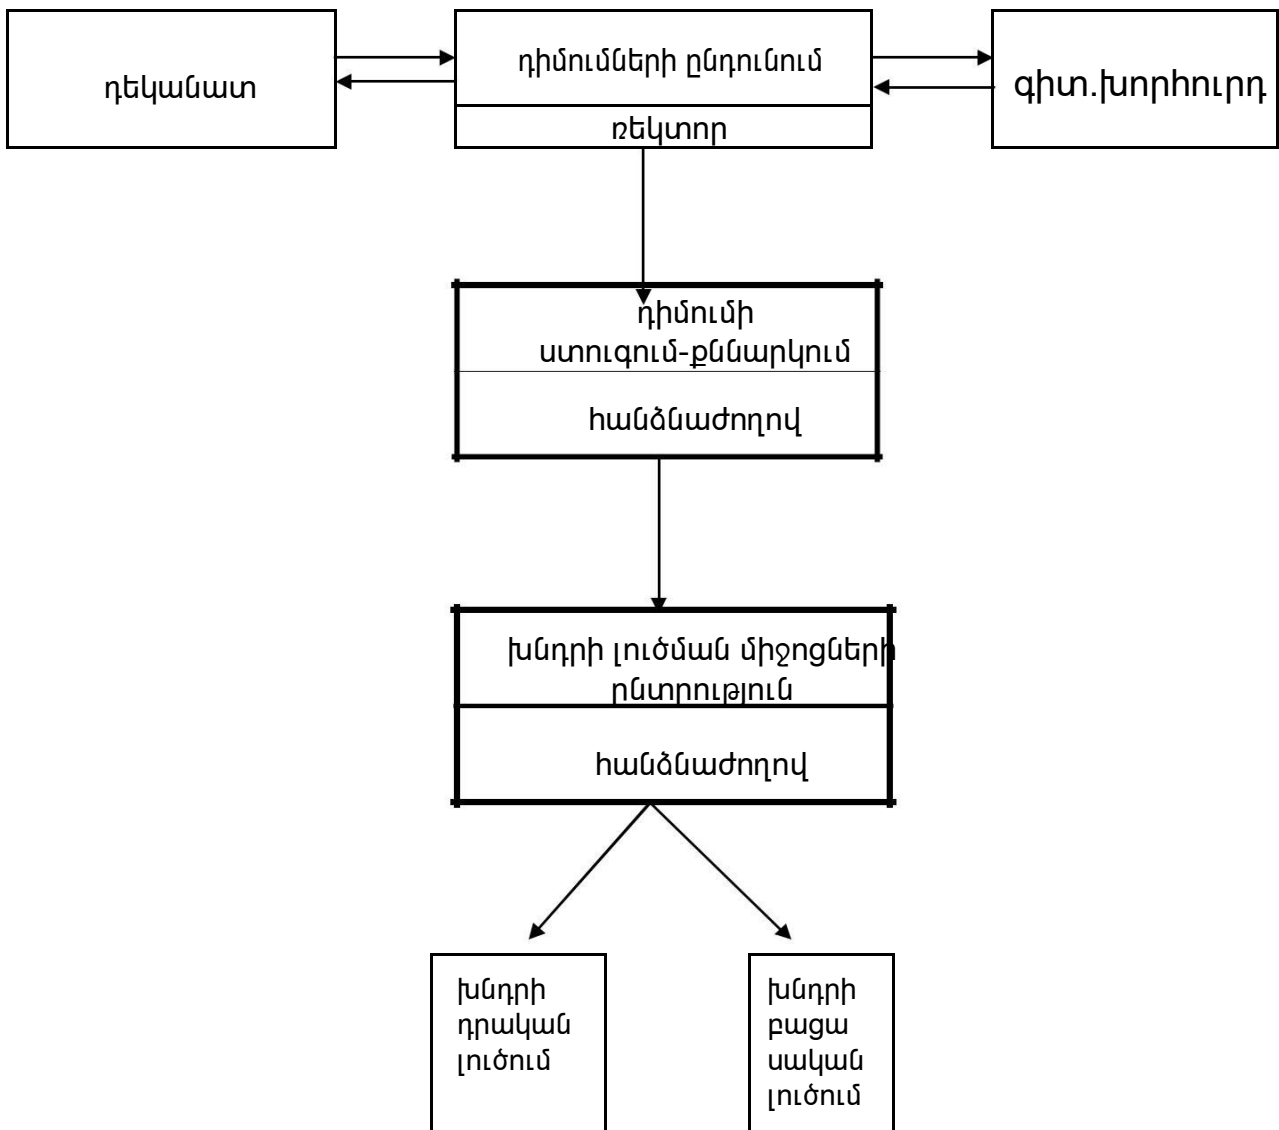 դեկանատ
դիմումների ընդունում
ռեկտոր
գիտ.խորհուրդ
դիմումի
ստուգում-քննարկում
հանձնաժողով
խնդրի լուծման միջոցների
ընտրություն
հանձնաժողով
խնդրի
դրական
լուծում
խնդրի
բացա
սական
լուծում